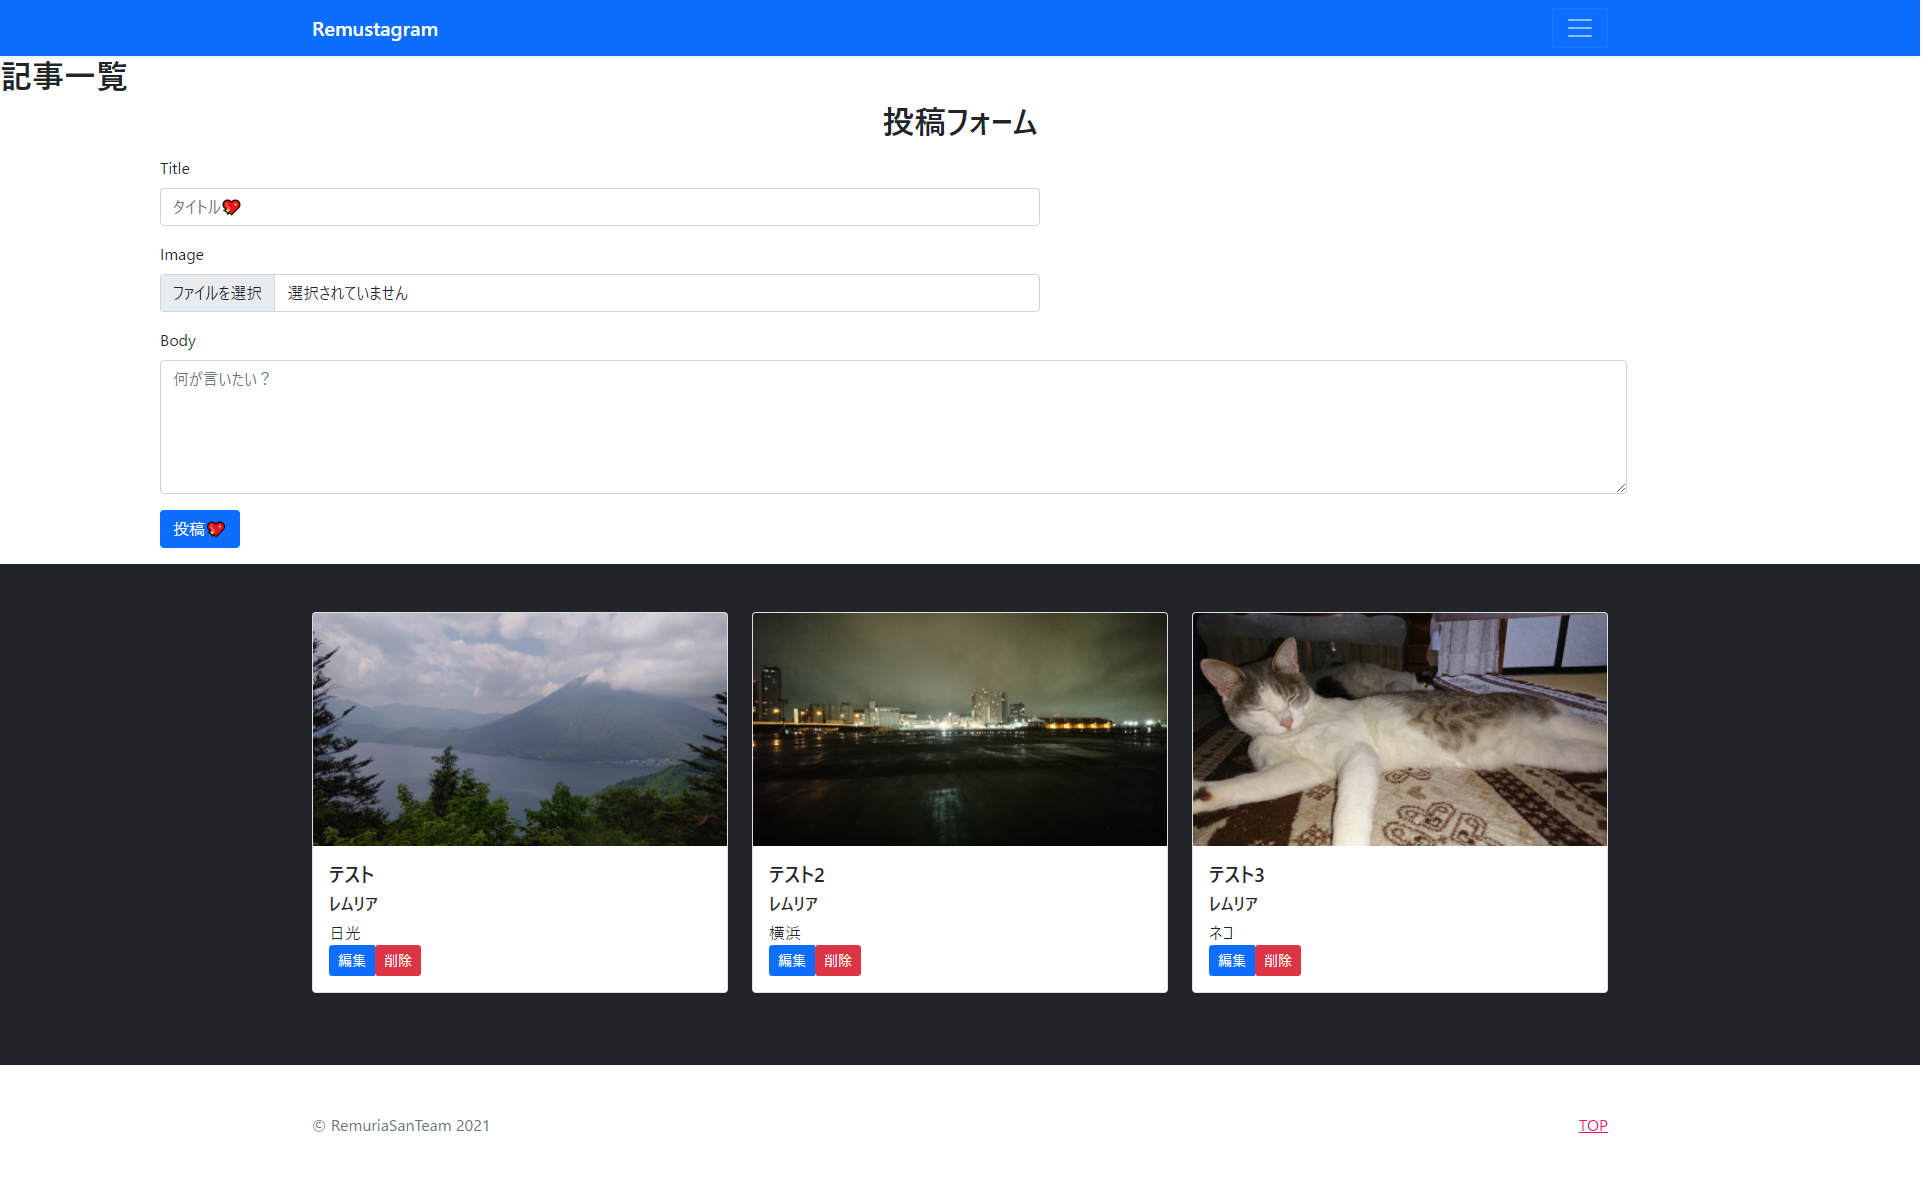 Remustagram
記事一覧
投稿フォーム
Title
タイトル💖
Image
ファイルを選択 選択されていません
Body
何が言いたい？
投稿💖
テスト
レムリア
日光
編集 削除
テスト2
レムリア
横浜
編集 削除
テスト3
レムリア
ネコ
編集 削除
© RemuriaSanTeam 2021
TOP